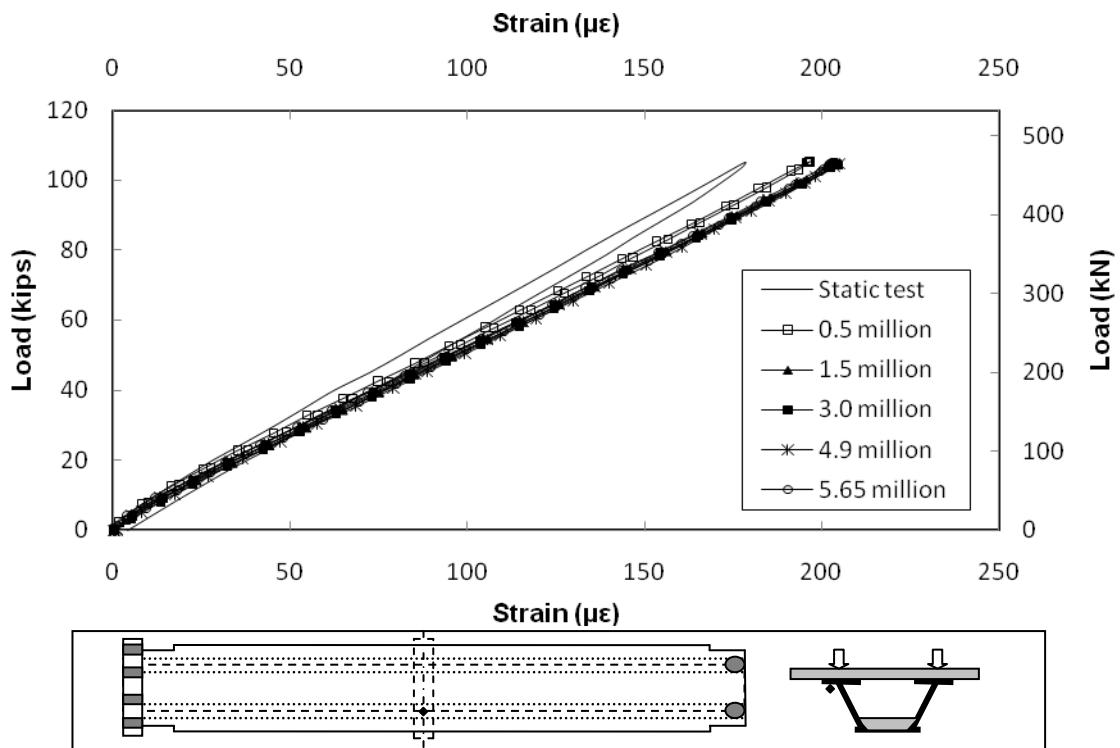 Strain (µε)
0 50 100 150 200 250
120
100
80
60
40
20
0
Load (kips)
500
400
300
200
100
0
Load (kN)
Static test
0.5 million
1.5 million
3.0 million
4.9 million
5.65 million
0 50 100 150 200 250
Strain (µε)